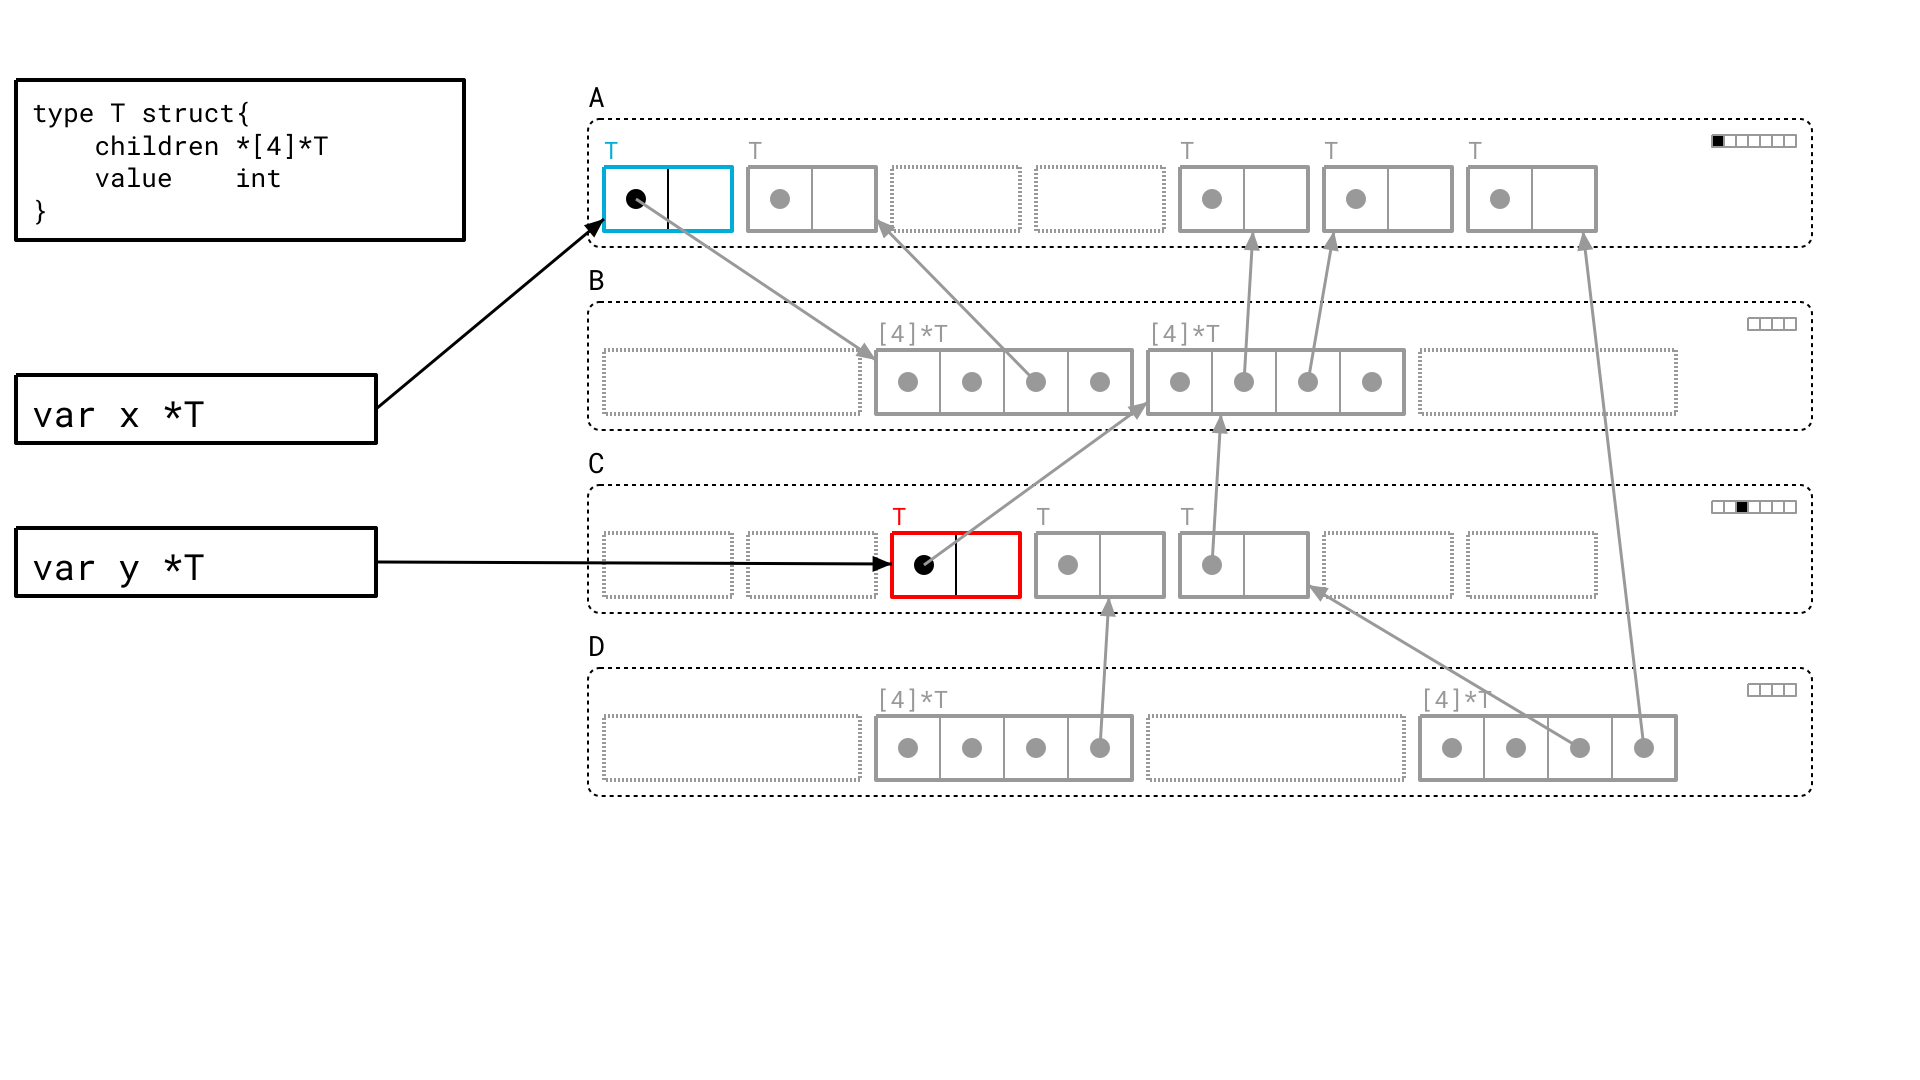 type T struct{
    children *[4]*T
    value    int
}
var x *T
var y *T
A
T T T T T
B
[4]*T [4]*T
C
T T T
D
[4]*T [4]*T